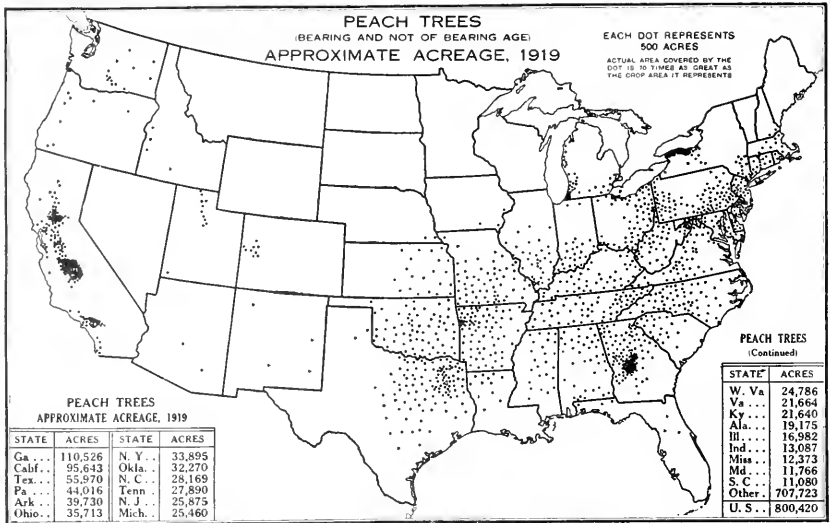 PEACH TREES
(BEARING AND NOT OF BEARING AGE)
APPROXIMATE ACREAGE, 1919
EACH DOT REPRESENTS
500 ACRES
ACTUAL AREA COVERED BY THE
DOT IS 10 TIMES AS GREAT AS
THE CROP AREA IT REPRESENTS
PEACH TREES
APPROXIMATE ACREAGE, 1919
STATE ACRES STATE ACRES
Ga .... 110,526 N. Y .. 33,895
Calif .. 95,643 Okla .. 32,270
Tex ... 55,970 N. C .. 28,169
Pa .... 44,016 Tenn . 27,890
Ark ... 39,730 N. J ... 25,875
Ohio .. 35,713 Mich .. 25,460
PEACH TREES
(Continued)
STATE ACRES
W. Va 24,786
Va .... 21,664
Ky ... 21,640
Ala ... 19,175
Ill .... 16,982
Ind ... 13,087
Miss .. 12,373
Md ... 11,766
S. C .. 11,080
Other . 707,723
U. S .. 800,420